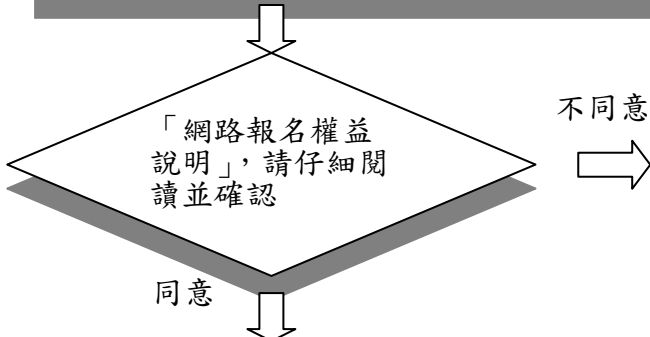 「網路報名權益
說明」，請仔細閱
讀並確認
不同意
同意